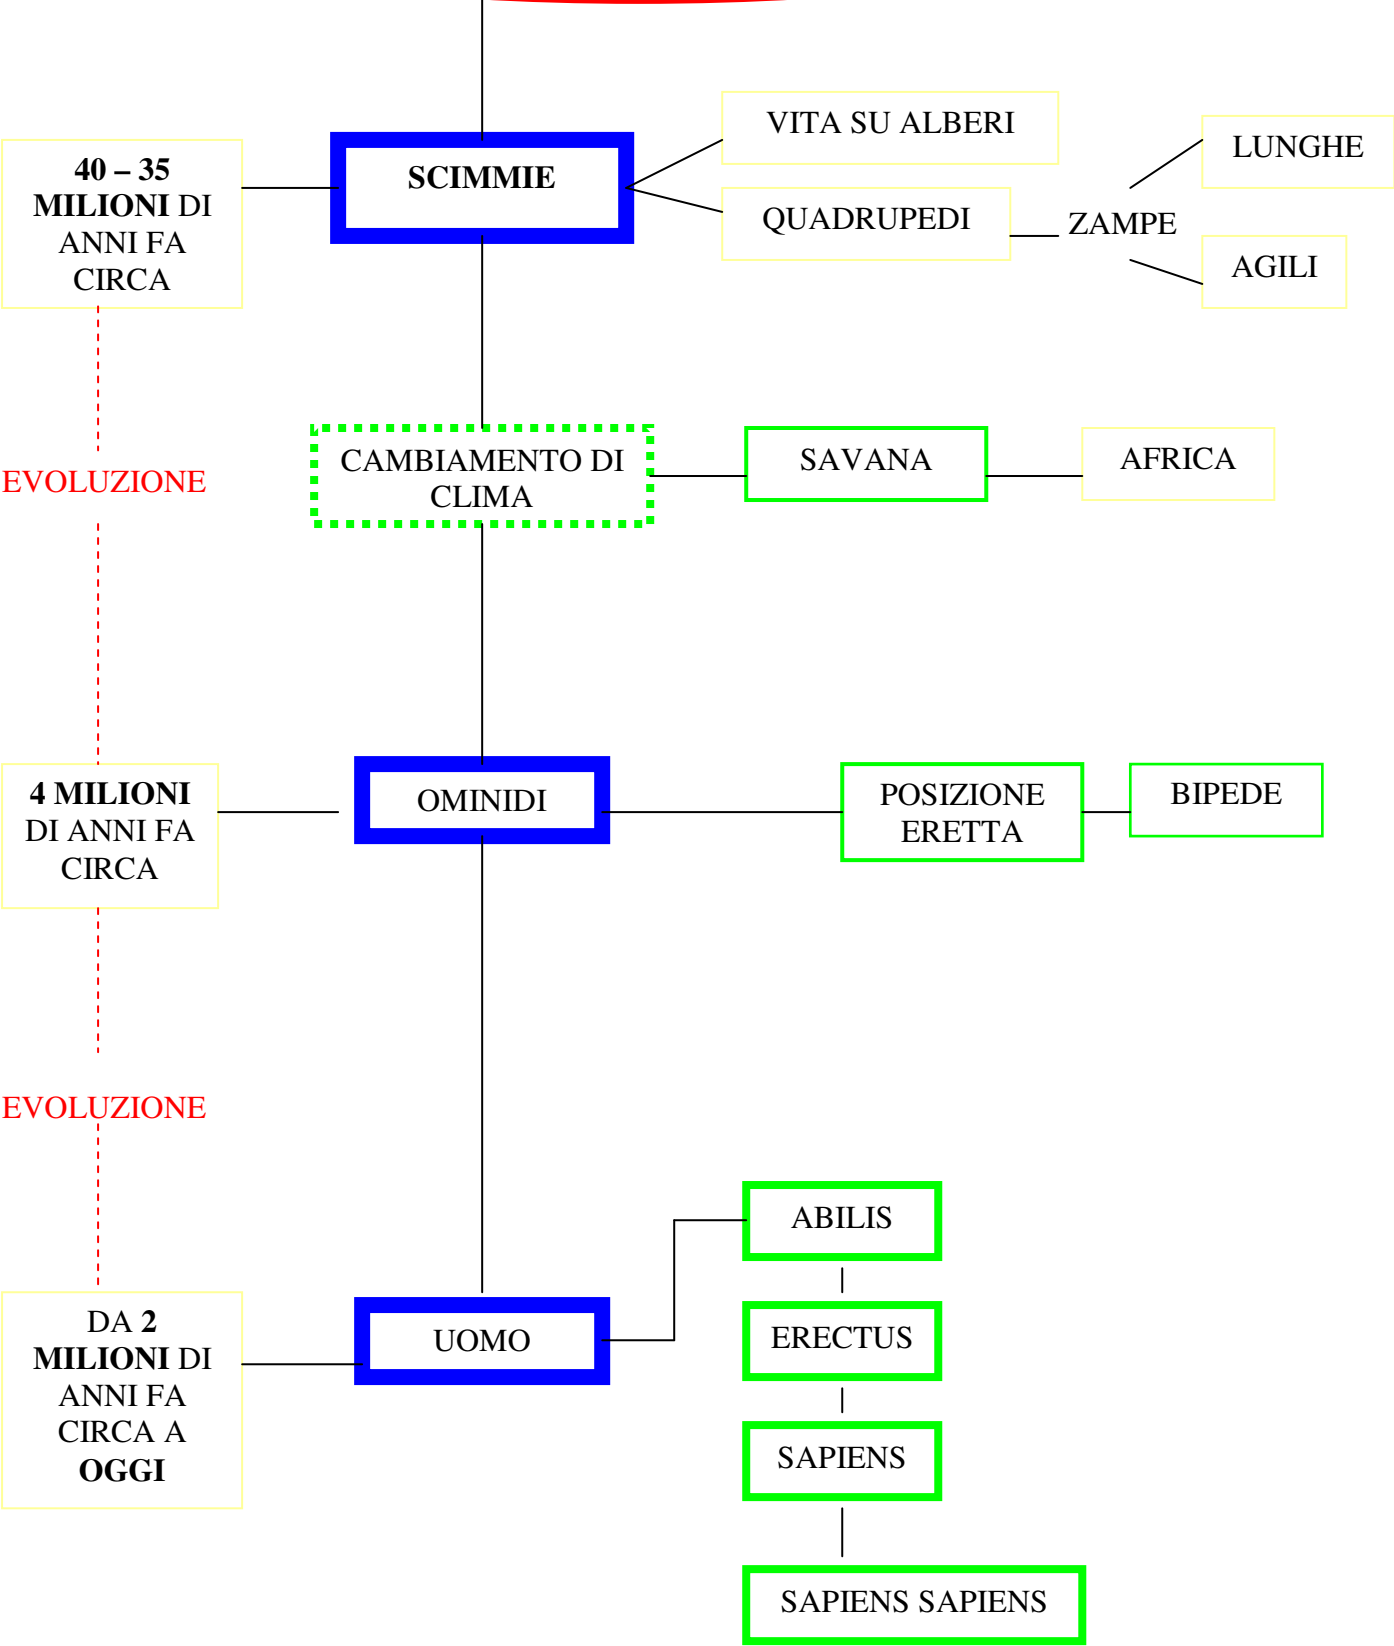 VITA SU ALBERI
LUNGHE
40 – 35
MILIONI DI
ANNI FA
CIRCA
SCIMMIE
QUADRUPEDI
ZAMPE
AGILI
EVOLUZIONE
CAMBIAMENTO DI
CLIMA
SAVANA
AFRICA
4 MILIONI
DI ANNI FA
CIRCA
OMINIDI
POSIZIONE
ERETTA
BIPEDE
EVOLUZIONE
ABILIS
DA 2
MILIONI DI
ANNI FA
CIRCA A
OGGI
UOMO
ERECTUS
SAPIENS
SAPIENS SAPIENS